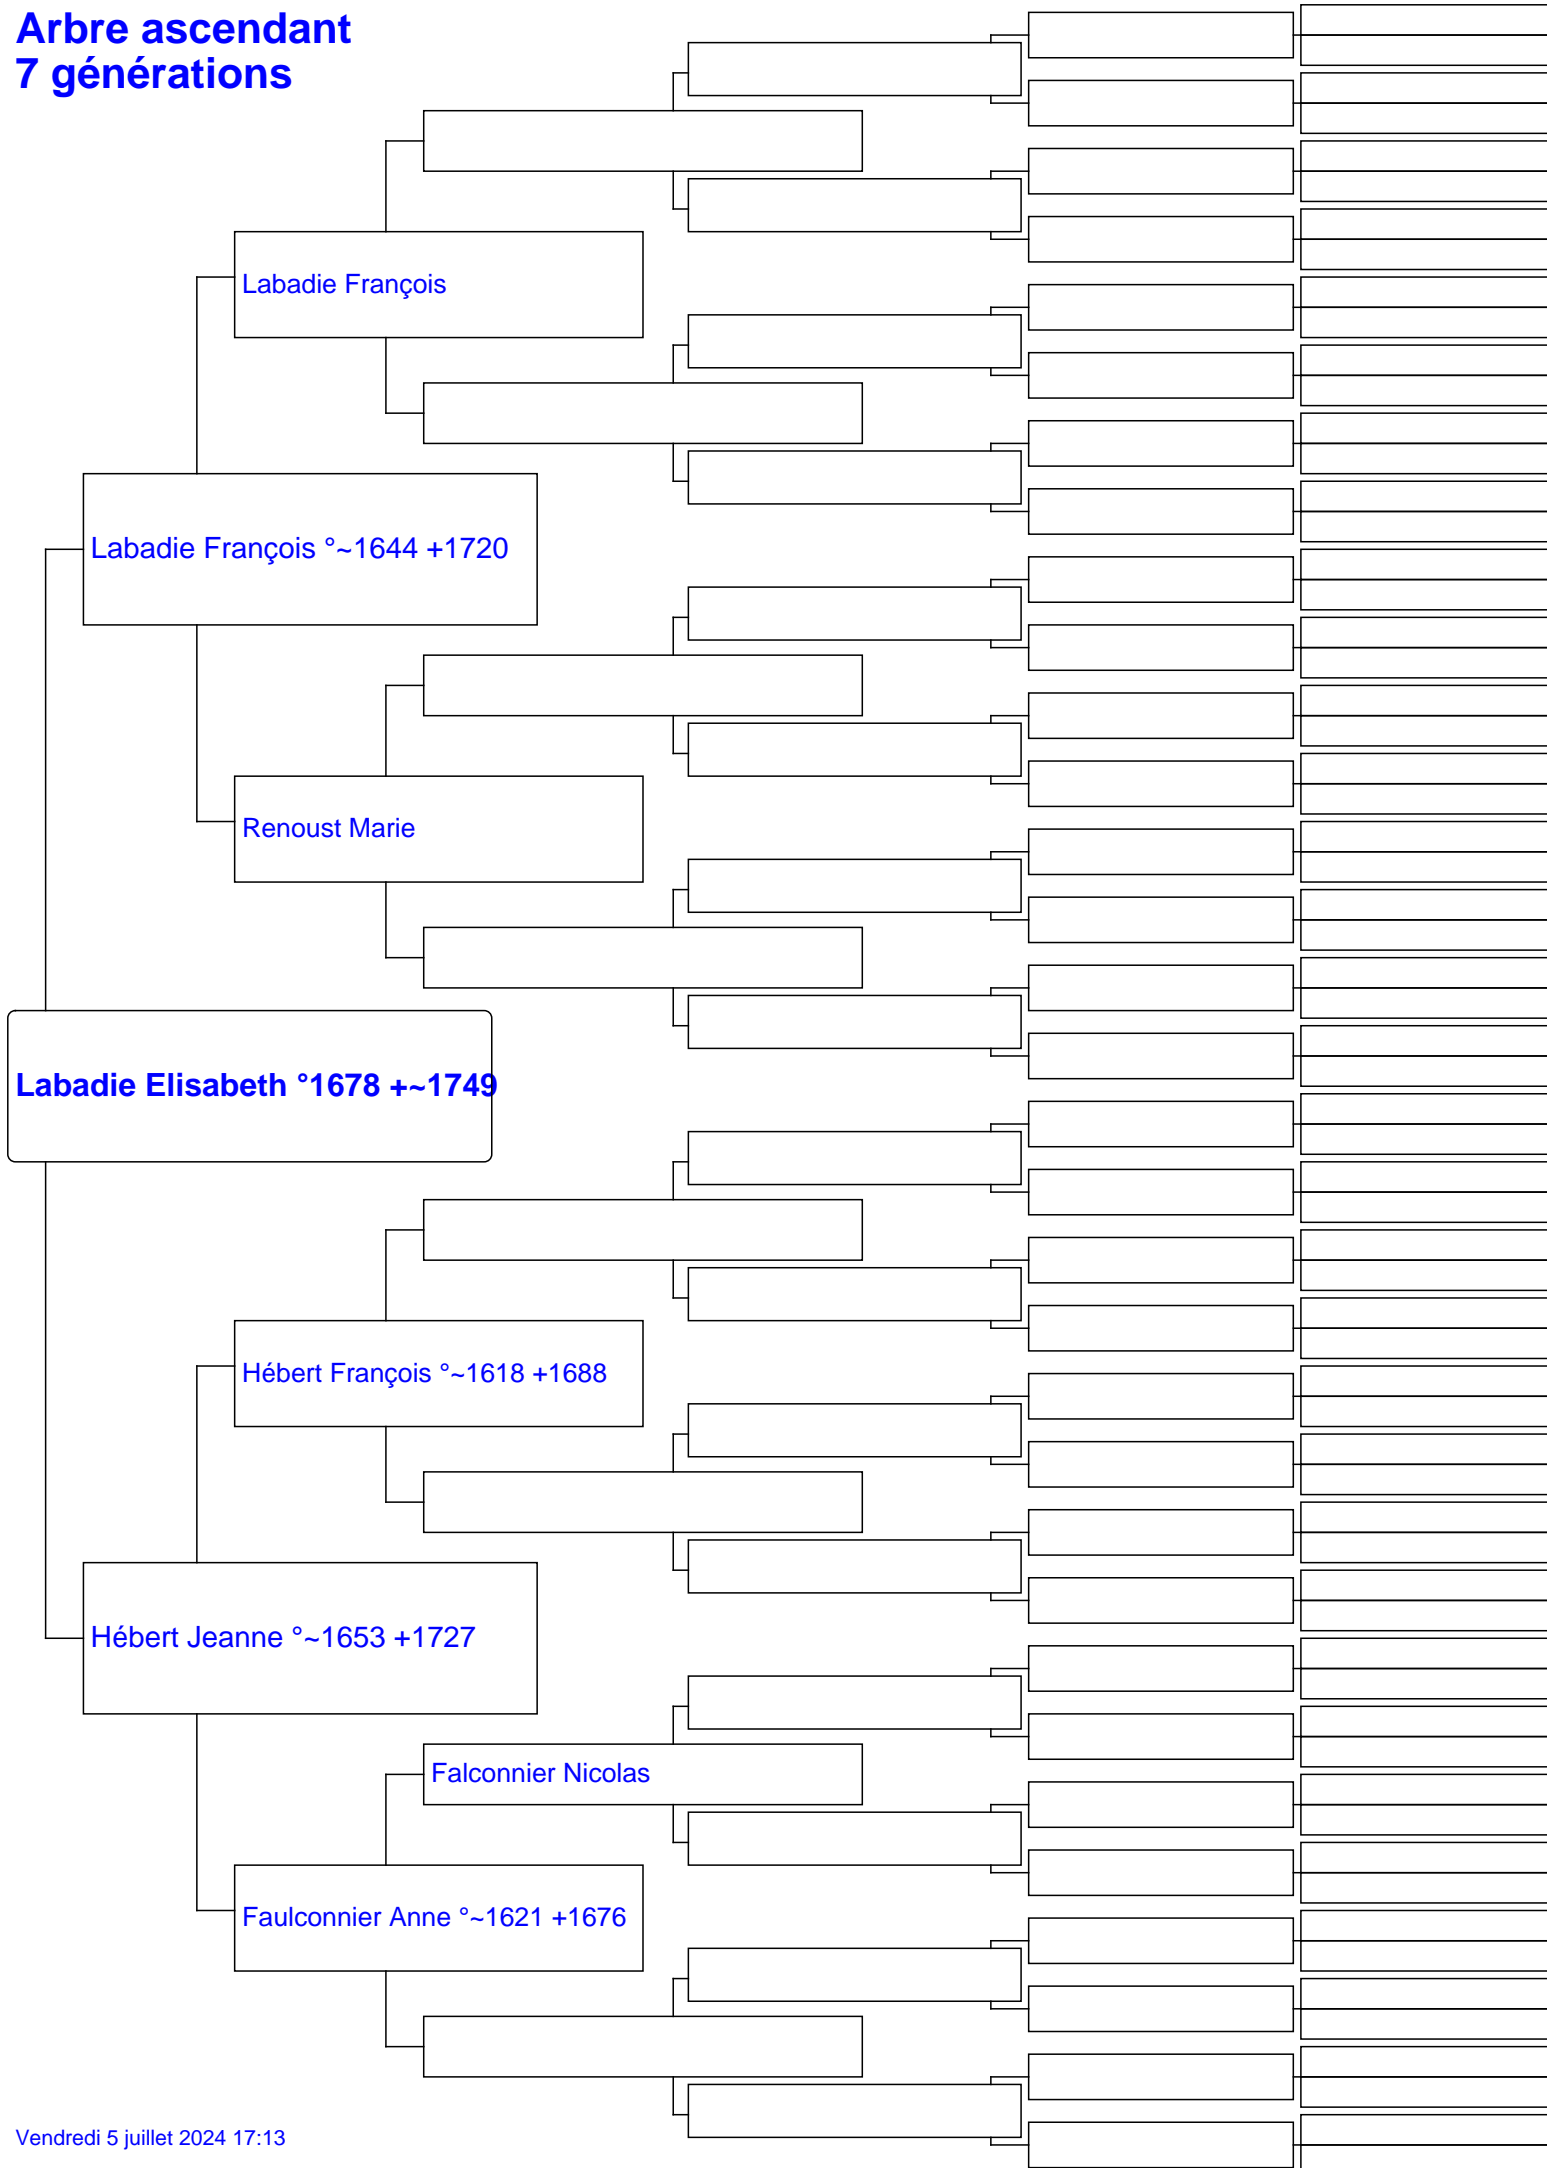 Arbre ascendant
7 générations
Labadie François
Labadie François °~1644 +1720
Renoust Marie
Labadie Elisabeth °1678 +~1749
Hébert François °~1618 +1688
Hébert Jeanne °~1653 +1727
Falconnier Nicolas
Faulconnier Anne °~1621 +1676
Vendredi 5 juillet 2024 17:13